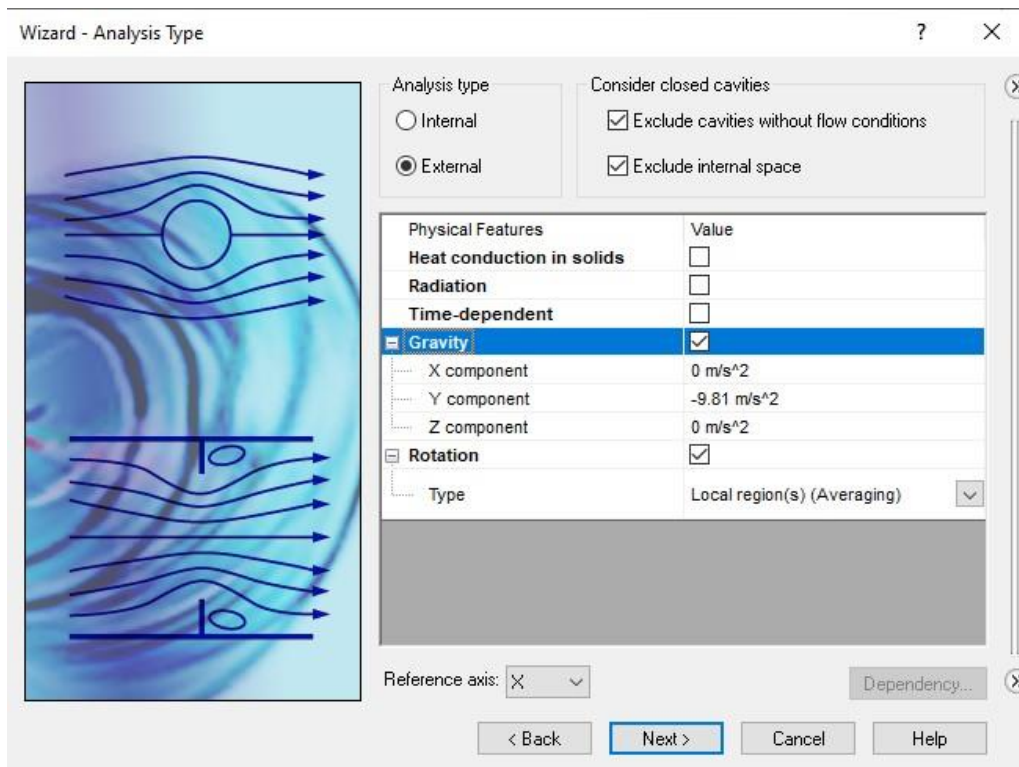 Wizard - Analysis Type
?
Analysis type
Internal
External
Consider closed cavities
Exclude cavities without flow conditions
Exclude internal space
Physical Features Value
Heat conduction in solids
Radiation
Time-dependent
Gravity
X component 0 m/s^2
Y component -9.81 m/s^2
Z component 0 m/s^2
Rotation
Type Local region(s) (Averaging)
Reference axis: X
Dependency...
< Back Next > Cancel Help